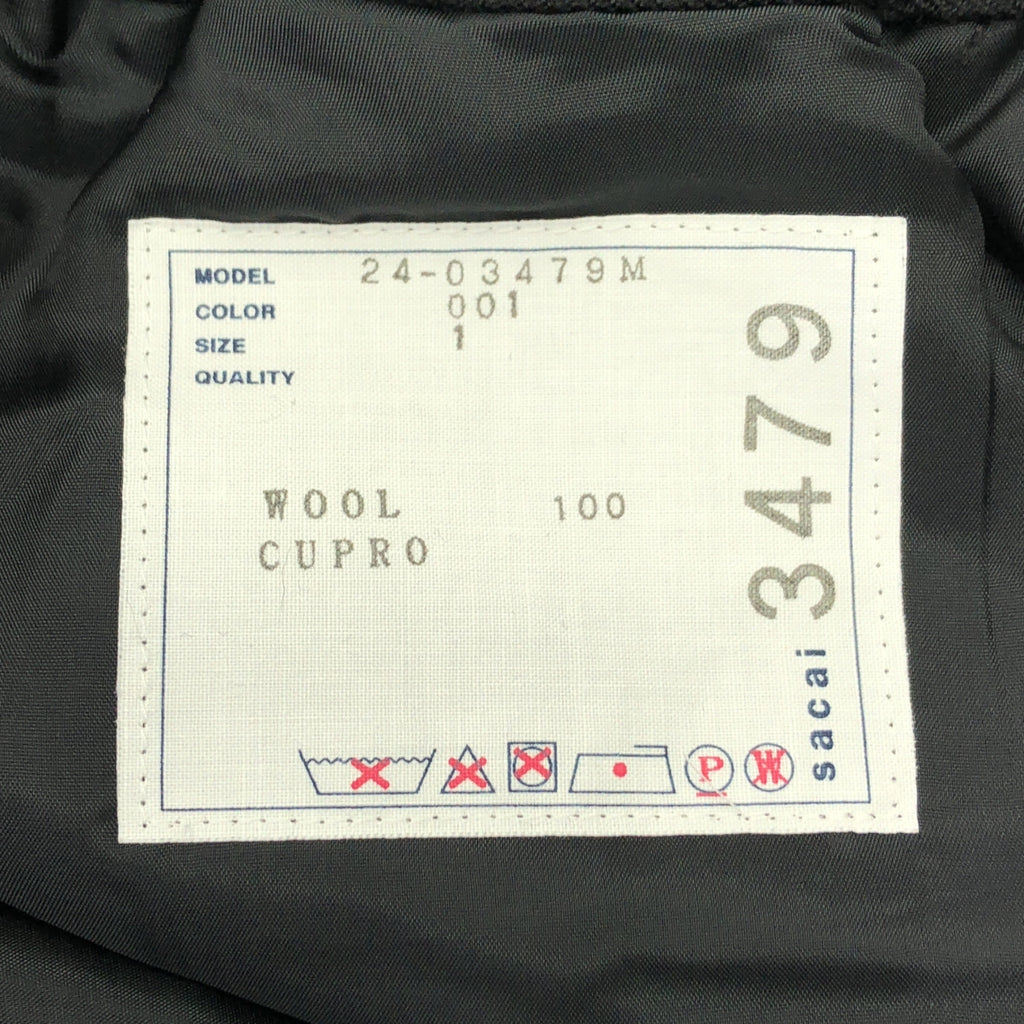 MODEL 24-03479M
COLOR 001
SIZE 1
QUALITY
WOOL 100
CUPRO
P
W
sacai 3479